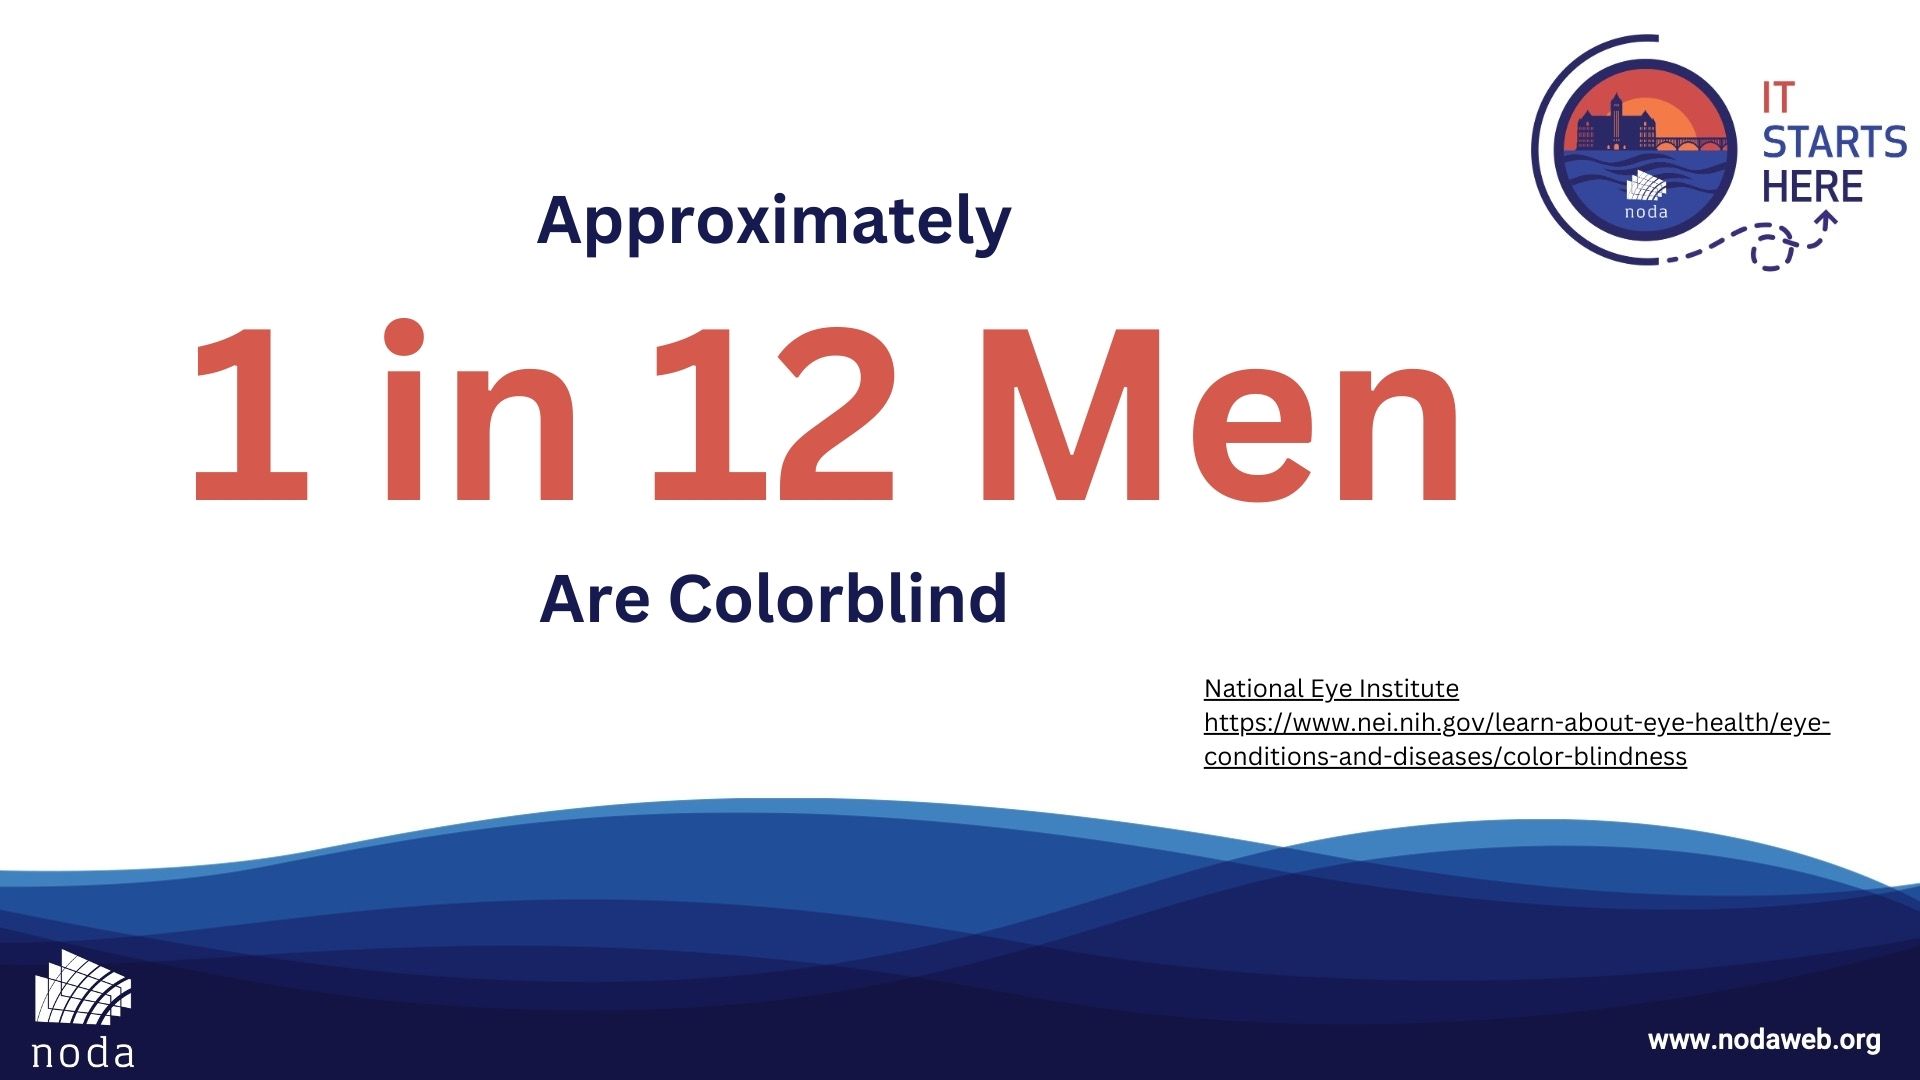 IT
STARTS
HERE
noda
Approximately
1 in 12 Men
Are Colorblind
National Eye Institute
https://www.nei.nih.gov/learn-about-eye-health/eye-
conditions-and-diseases/color-blindness
noda
www.nodaweb.org